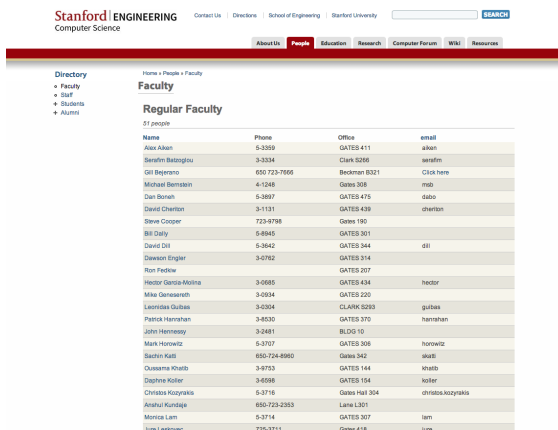 Stanford ENGINEERING
Computer Science
Contact Us Directions School of Engineering Stanford University SEARCH
About Us People Education Research Computer Forum Wiki Resources
Directory
Faculty
Staff
+ Students
+ Alumni
Home » People » Faculty
Faculty
Regular Faculty
51 people
Name Phone Office email
Alex Aiken 5-3359 GATES 411 aiken
Serafim Batzoglou 3-3334 Clark S266 serafim
Gill Bejerano 650 723-7666 Beckman B321 Click here
Michael Bernstein 4-1248 Gates 308 msb
Dan Boneh 5-3897 GATES 475 dabo
David Cheriton 3-1131 GATES 439 cheriton
Steve Cooper 723-9798 Gates 190
Bill Dally 5-8945 GATES 301
David Dill 5-3642 GATES 344 dill
Dawson Engler 3-0762 GATES 314
Ron Fedkiw GATES 207
Hector Garcia-Molina 3-0685 GATES 434 hector
Mike Genesereth 3-0934 GATES 220
Leonidas Guibas 3-0304 CLARK S293 guibas
Patrick Hanrahan 3-8530 GATES 370 hanrahan
John Hennessy 3-2481 BLDG 10
Mark Horowitz 5-3707 GATES 306 horowitz
Sachin Katti 650-724-8960 Gates 342 skatti
Oussama Khatib 3-9753 GATES 144 khatib
Daphne Koller 3-6598 GATES 154 koller
Christos Kozyrakis 5-3716 Gates Hall 304 christos.kozyrakis
Anshul Kundaje 650-723-2353 Lane L301
Monica Lam 5-3714 GATES 307 lam
Jure Leskovec 725-3711 Gates 418 jure